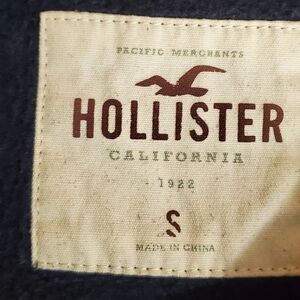 PACIFIC MERCHANTS
HOLLISTER
CALIFORNIA
- 1922
S
MADE IN CHINA